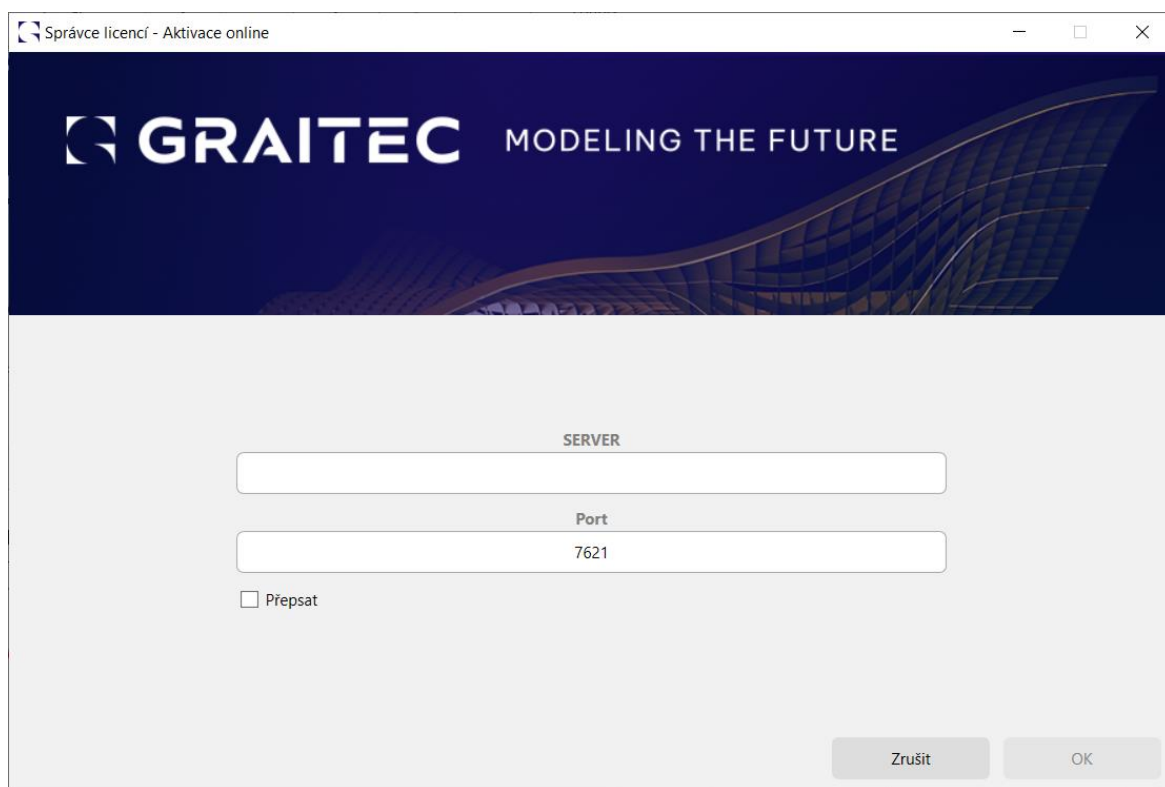 Správce licencí - Aktivace online
GRAITEC MODELING THE FUTURE
SERVER
Port
7621
Přepsat
Zrušit OK